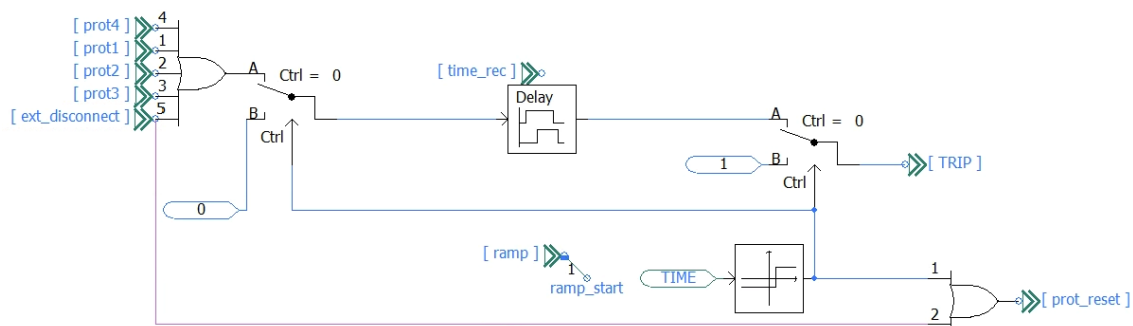 [ prot4 ] 4
[ prot1 ] 1
[ prot2 ] 2
[ prot3 ] 3
[ ext_disconnect ] 5
A Ctrl = 0
B Ctrl
0
[ time_rec ]
Delay
A Ctrl = 0
1 B
Ctrl
[ TRIP ]
[ ramp ]
1
ramp_start
TIME
1
2
[ prot_reset ]